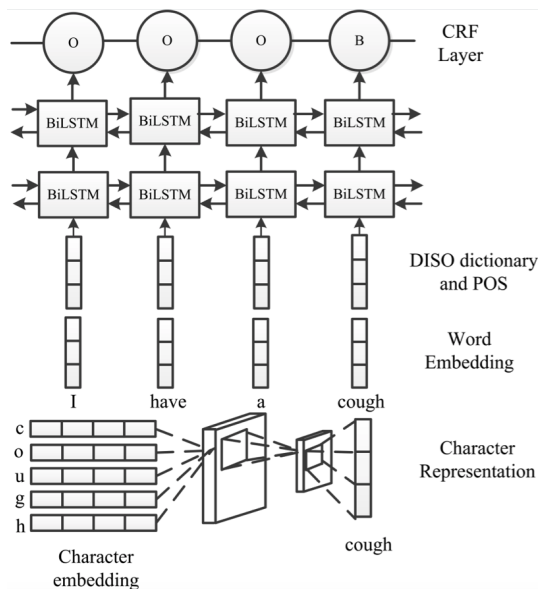 O O O B
CRF
Layer
BiLSTM BiLSTM BiLSTM BiLSTM
BiLSTM BiLSTM BiLSTM BiLSTM
DISO dictionary
and POS
Word
Embedding
I have a cough
c
o
u
g
h
Character
Representation
cough
Character
embedding